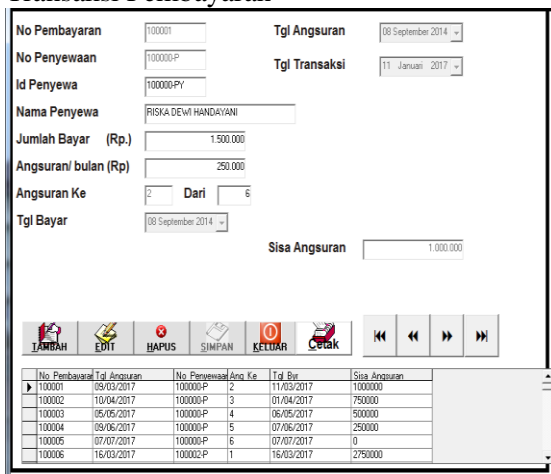 Transaksi Pembayaran
No Pembayaran 100001 Tgl Angsuran 08 September 2014
No Penyewaan 100000-P Tgl Transaksi 11 Januari 2017
Id Penyewa 100000-PY
Nama Penyewa RISKA DEWI HANDAYANI
Jumlah Bayar (Rp.) 1.500.000
Angsuran/ bulan (Rp) 250.000
Angsuran Ke 2 Dari 6
Tgl Bayar 08 September 2014
Sisa Angsuran 1.000.000
TAMBAH EDIT HAPUS SIMPAN KELUAR Cetak
No Pembayara Tgl Angsuran No Penyewaa Ang Ke Tgl Byr Sisa Angsuran
100001 09/03/2017 100000-P 2 11/03/2017 1000000
100002 10/04/2017 100000-P 3 01/04/2017 750000
100003 05/05/2017 100000-P 4 06/05/2017 500000
100004 09/06/2017 100000-P 5 07/06/2017 250000
100005 07/07/2017 100000-P 6 07/07/2017 0
100006 16/03/2017 100002-P 1 16/03/2017 2750000